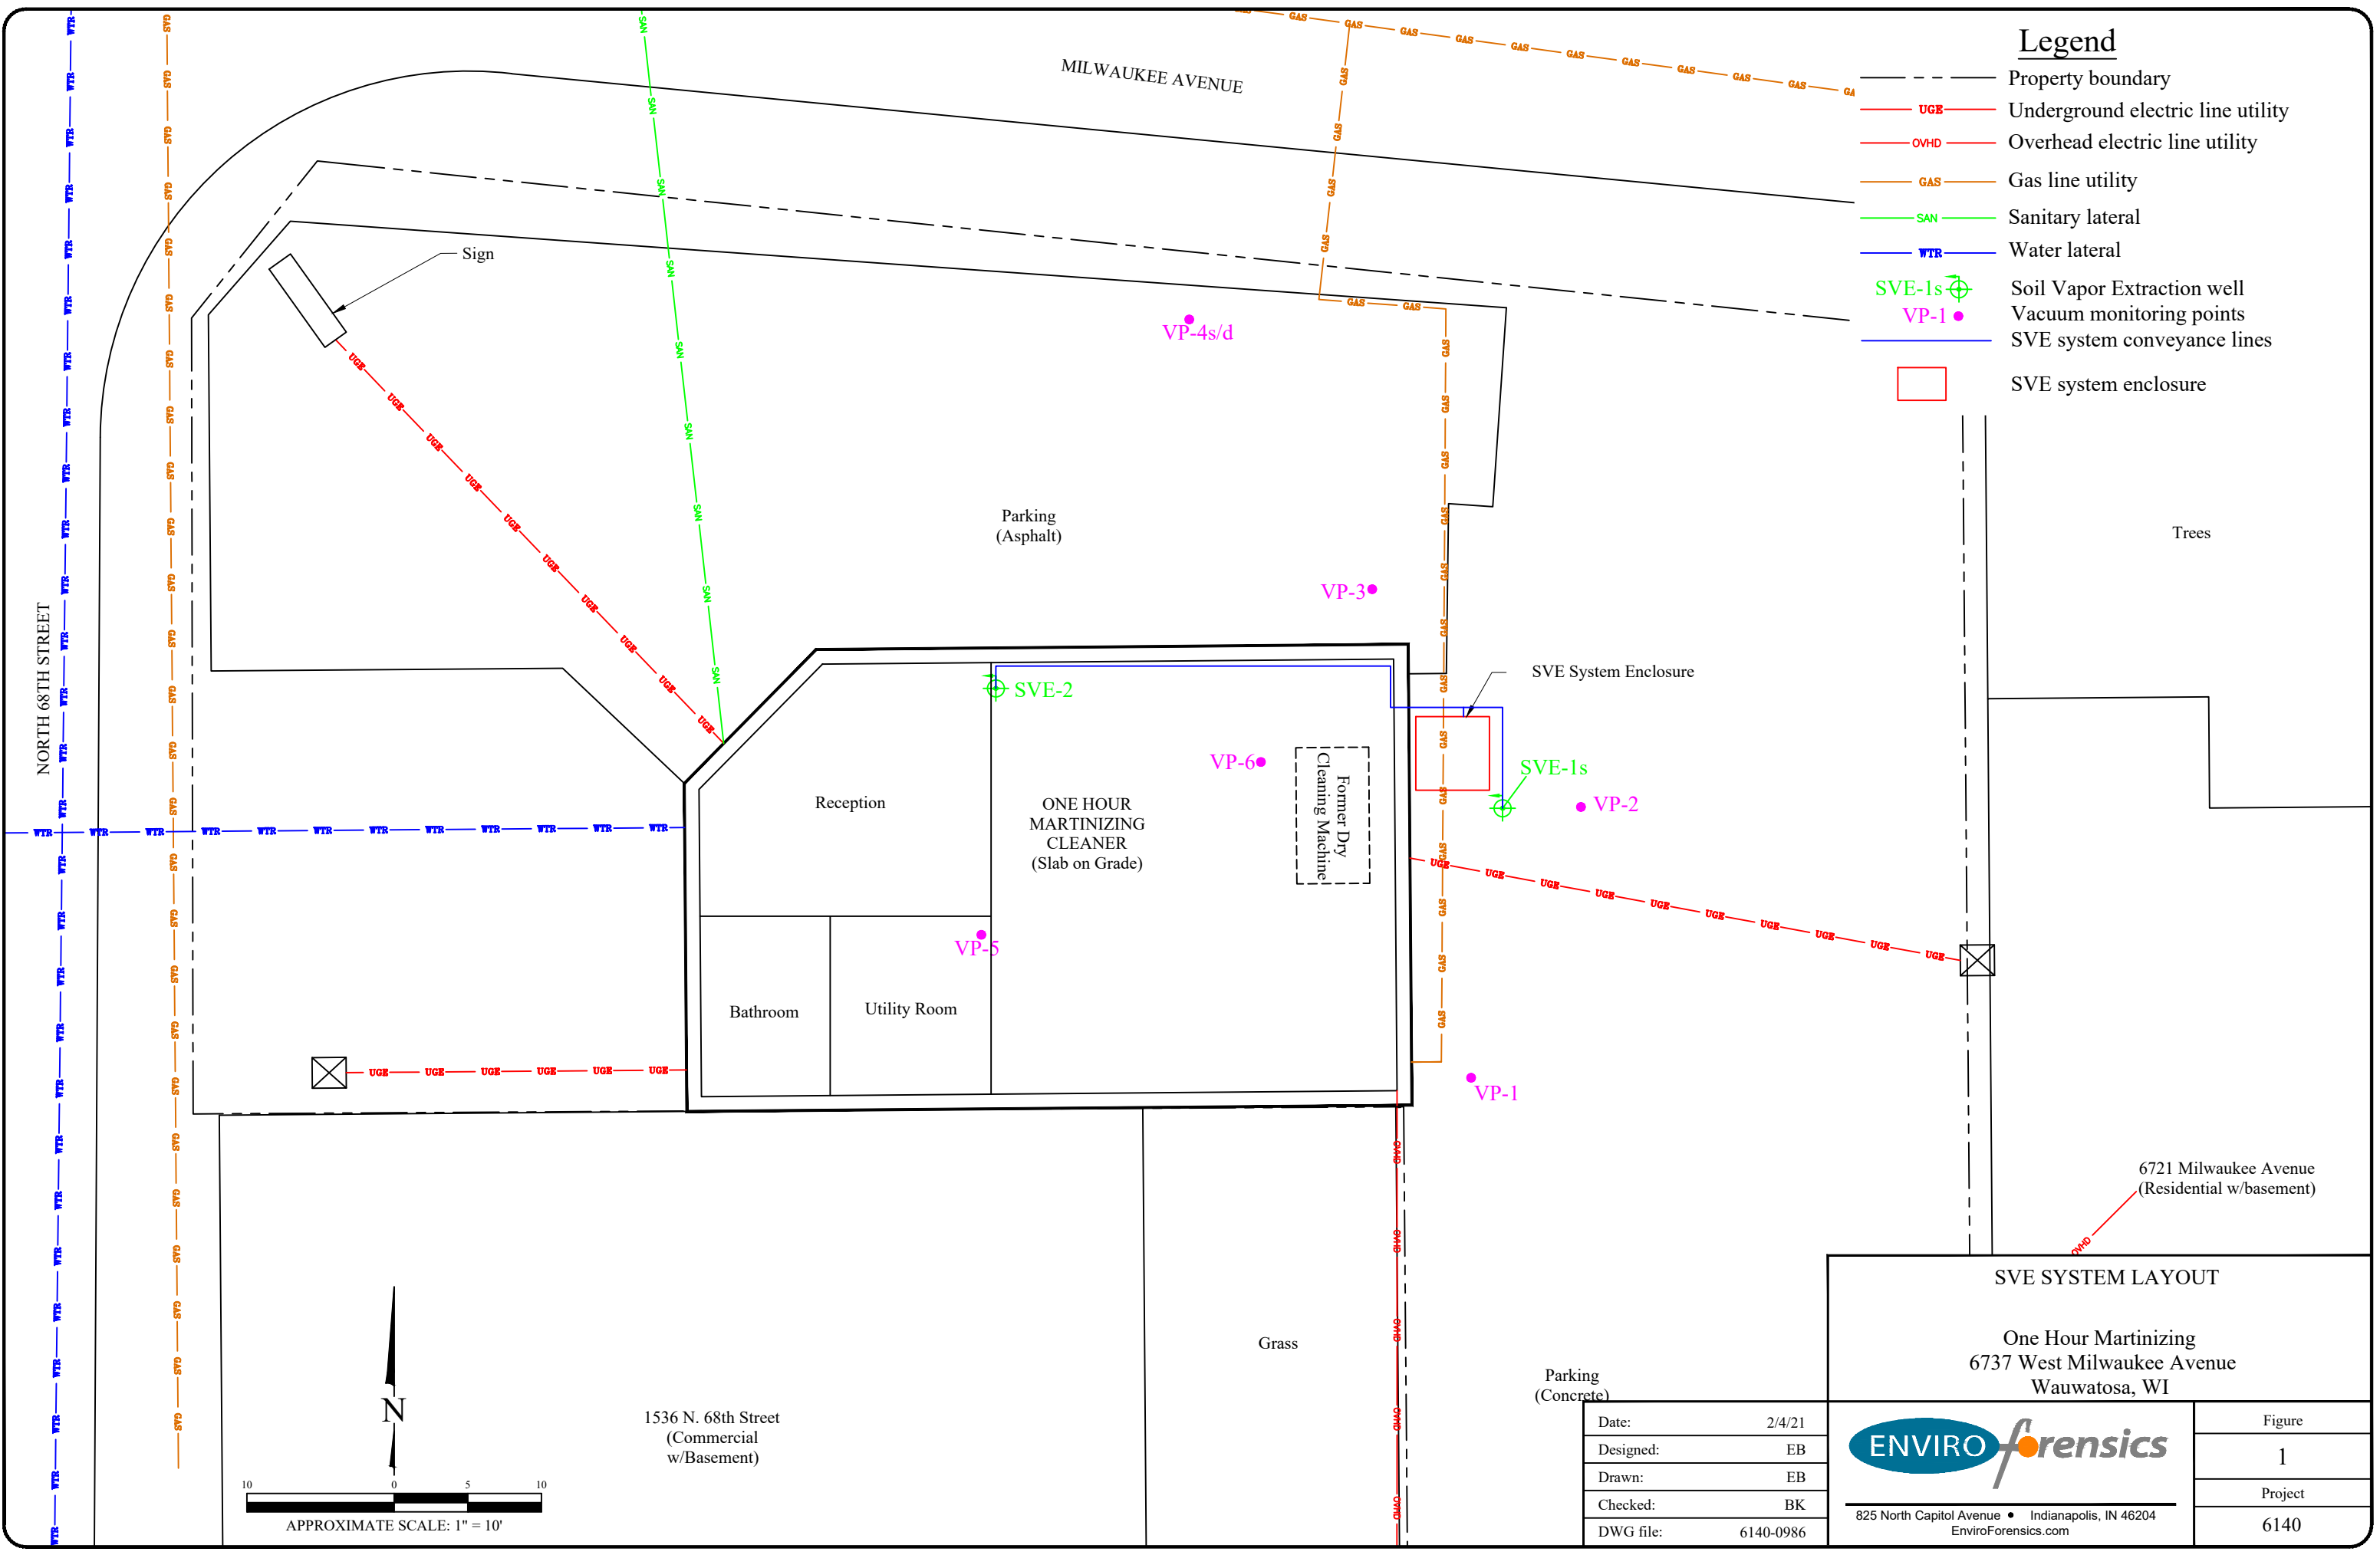 MILWAUKEE AVENUE
NORTH 68TH STREET
Legend
Property boundary
UGE Underground electric line utility
OVHD Overhead electric line utility
GAS Gas line utility
SAN Sanitary lateral
WTR Water lateral
SVE-1s Soil Vapor Extraction well
VP-1 Vacuum monitoring points
SVE system conveyance lines
SVE system enclosure
Sign
VP-4s/d
Parking
(Asphalt)
Trees
VP-3
SVE System Enclosure
SVE-2
VP-6
SVE-1s
VP-2
Reception
ONE HOUR
MARTINIZING
CLEANER
(Slab on Grade)
Former Dry
Cleaning Machine
VP-5
Bathroom
Utility Room
VP-1
6721 Milwaukee Avenue
(Residential w/basement)
OVHD
Grass
Parking
(Concrete)
1536 N. 68th Street
(Commercial
w/Basement)
N
10 0 5 10
APPROXIMATE SCALE: 1" = 10'
WTR
GAS
SAN
UGE
OVHD
SVE SYSTEM LAYOUT
One Hour Martinizing
6737 West Milwaukee Avenue
Wauwatosa, WI
Date: 2/4/21
Designed: EB
Drawn: EB
Checked: BK
DWG file: 6140-0986
ENVIRO forensics
825 North Capitol Avenue • Indianapolis, IN 46204
EnviroForensics.com
Figure
1
Project
6140